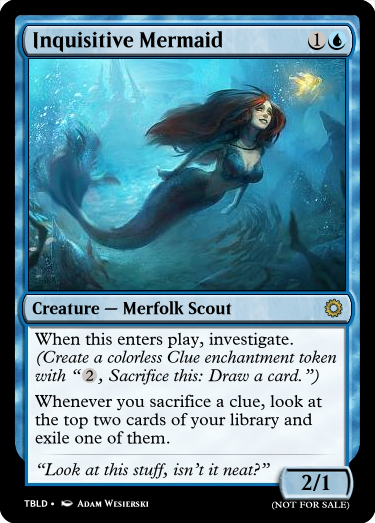 Inquisitive Mermaid 1
Creature — Merfolk Scout
When this enters play, investigate.
(Create a colorless Clue enchantment token
with “2, Sacrifice this: Draw a card.”)
Whenever you sacrifice a clue, look at
the top two cards of your library and
exile one of them.
“Look at this stuff, isn’t it neat?”
2/1
TBLD • Adam Wesierski
(NOT FOR SALE)